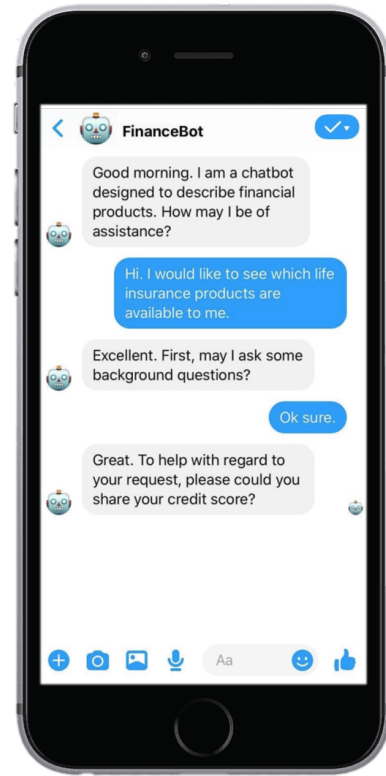 FinanceBot
Good morning. I am a chatbot
designed to describe financial
products. How may I be of
assistance?
Hi. I would like to see which life
insurance products are
available to me.
Excellent. First, may I ask some
background questions?
Ok sure.
Great. To help with regard to
your request, please could you
share your credit score?
Aa